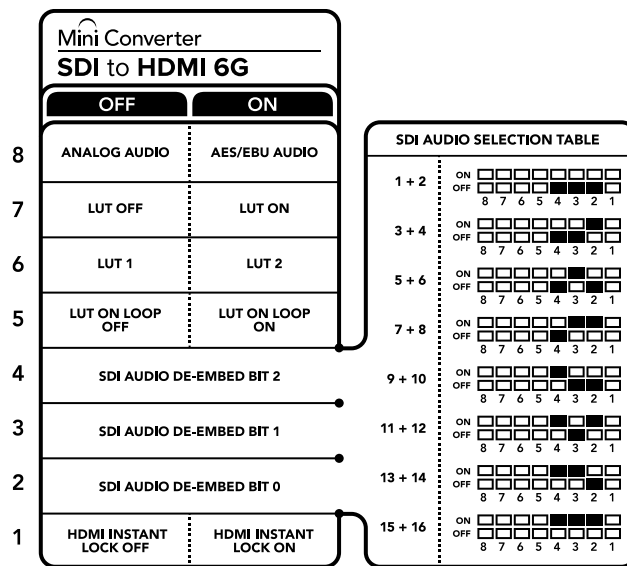 Mini Converter
SDI to HDMI 6G
OFF ON
8 ANALOG AUDIO AES/EBU AUDIO
7 LUT OFF LUT ON
6 LUT 1 LUT 2
5 LUT ON LOOP OFF LUT ON LOOP ON
4 SDI AUDIO DE-EMBED BIT 2
3 SDI AUDIO DE-EMBED BIT 1
2 SDI AUDIO DE-EMBED BIT 0
1 HDMI INSTANT LOCK OFF HDMI INSTANT LOCK ON
SDI AUDIO SELECTION TABLE
1 + 2
ON
OFF
8 7 6 5 4 3 2 1
3 + 4
ON
OFF
8 7 6 5 4 3 2 1
5 + 6
ON
OFF
8 7 6 5 4 3 2 1
7 + 8
ON
OFF
8 7 6 5 4 3 2 1
9 + 10
ON
OFF
8 7 6 5 4 3 2 1
11 + 12
ON
OFF
8 7 6 5 4 3 2 1
13 + 14
ON
OFF
8 7 6 5 4 3 2 1
15 + 16
ON
OFF
8 7 6 5 4 3 2 1